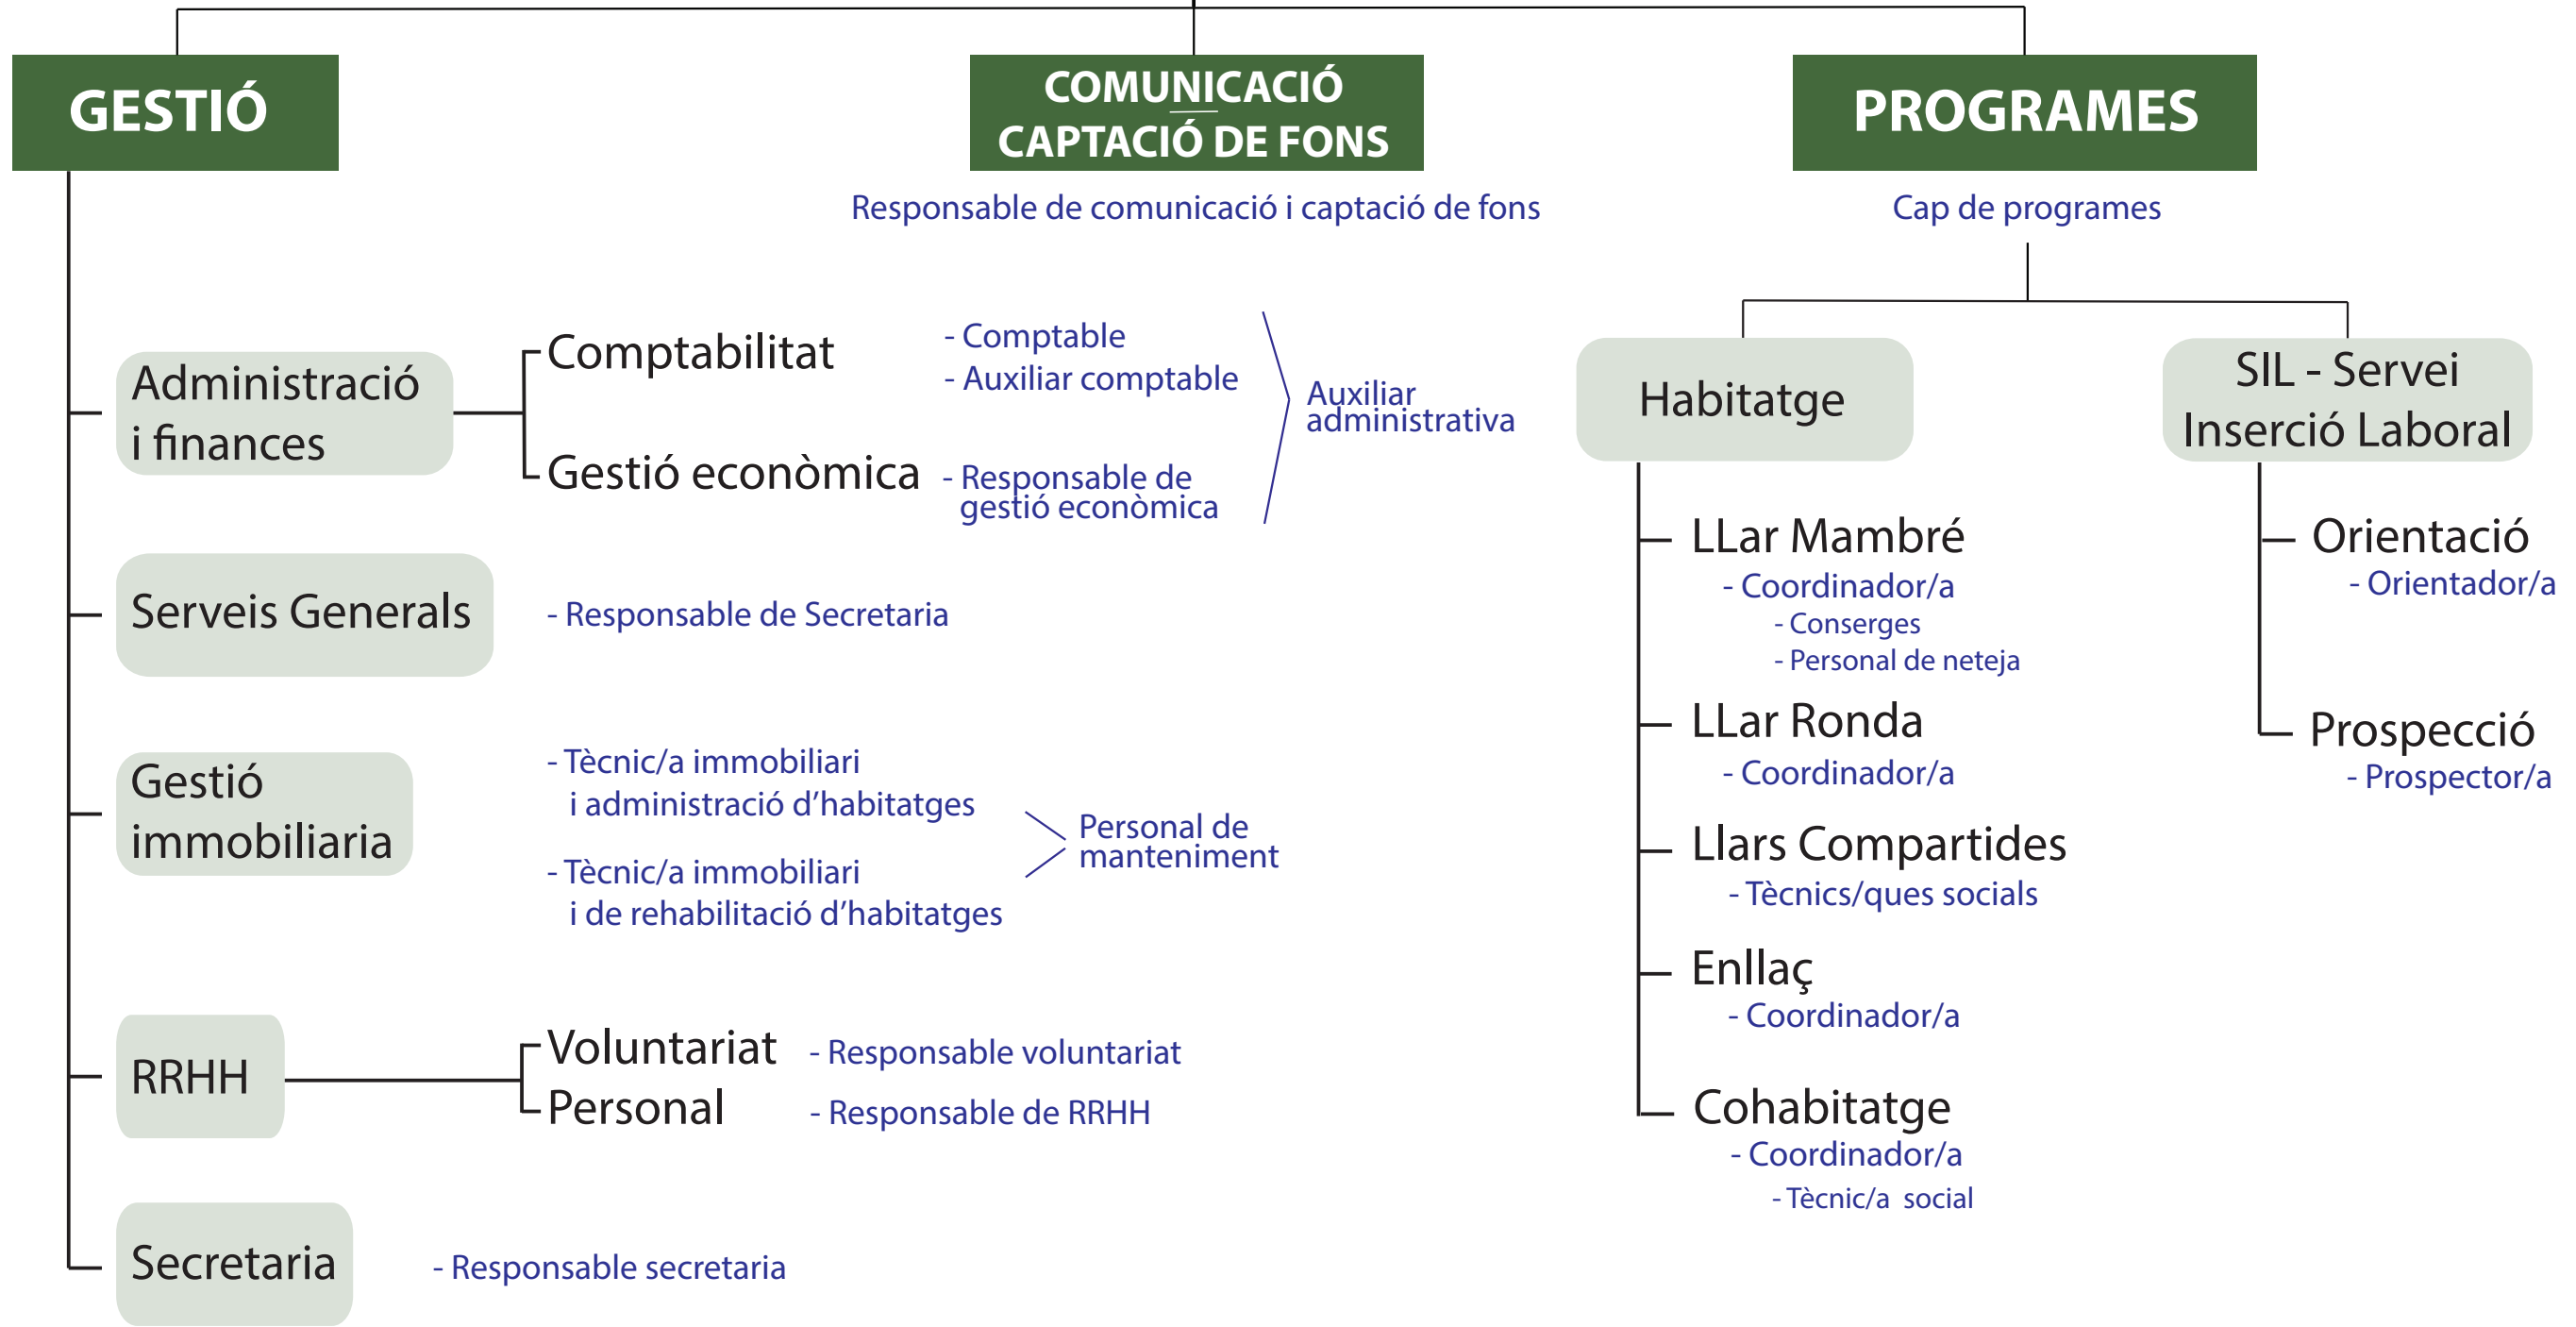 GESTIÓ
COMUNICACIÓ
CAPTACIÓ DE FONS
PROGRAMES
Responsable de comunicació i captació de fons
Cap de programes
Administració
i finances
Comptabilitat
- Comptable
- Auxiliar comptable
Gestió econòmica
- Responsable de
gestió econòmica
Auxiliar
administrativa
Serveis Generals
- Responsable de Secretaria
Gestió
immobiliaria
- Tècnic/a immobiliari
i administració d'habitatges
- Tècnic/a immobiliari
i de rehabilitació d'habitatges
Personal de
manteniment
RRHH
Voluntariat
- Responsable voluntariat
Personal
- Responsable de RRHH
Secretaria
- Responsable secretaria
Habitatge
LLar Mambré
- Coordinador/a
- Conserges
- Personal de neteja
LLar Ronda
- Coordinador/a
Llars Compartides
- Tècnics/ques socials
Enllaç
- Coordinador/a
Cohabitatge
- Coordinador/a
- Tècnic/a social
SIL - Servei
Inserció Laboral
Orientació
- Orientador/a
Prospecció
- Prospector/a